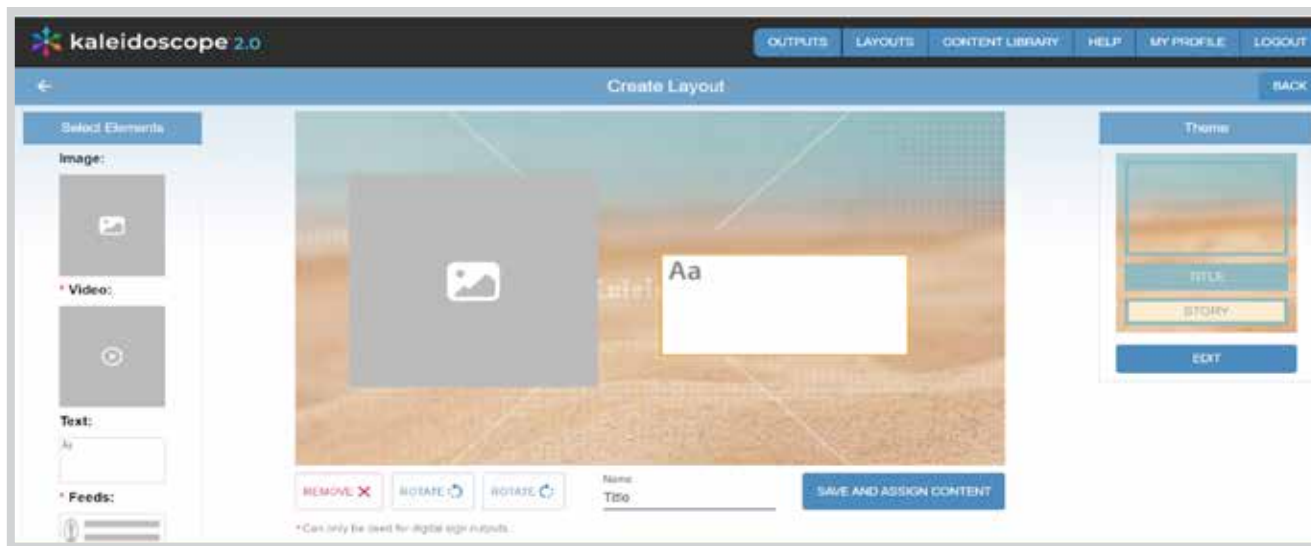 kaleidoscope 2.0
OUTPUTS LAYOUTS CONTENT LIBRARY HELP MY PROFILE LOGOUT
Create Layout
BACK
Select Elements
Image:
* Video:
Text:
Aa
* Feeds:
Aa
REMOVE ROTATE ROTATE
Name
Title
SAVE AND ASSIGN CONTENT
*Can only be used for digital sign outputs.
Theme
TITLE
STORY
EDIT